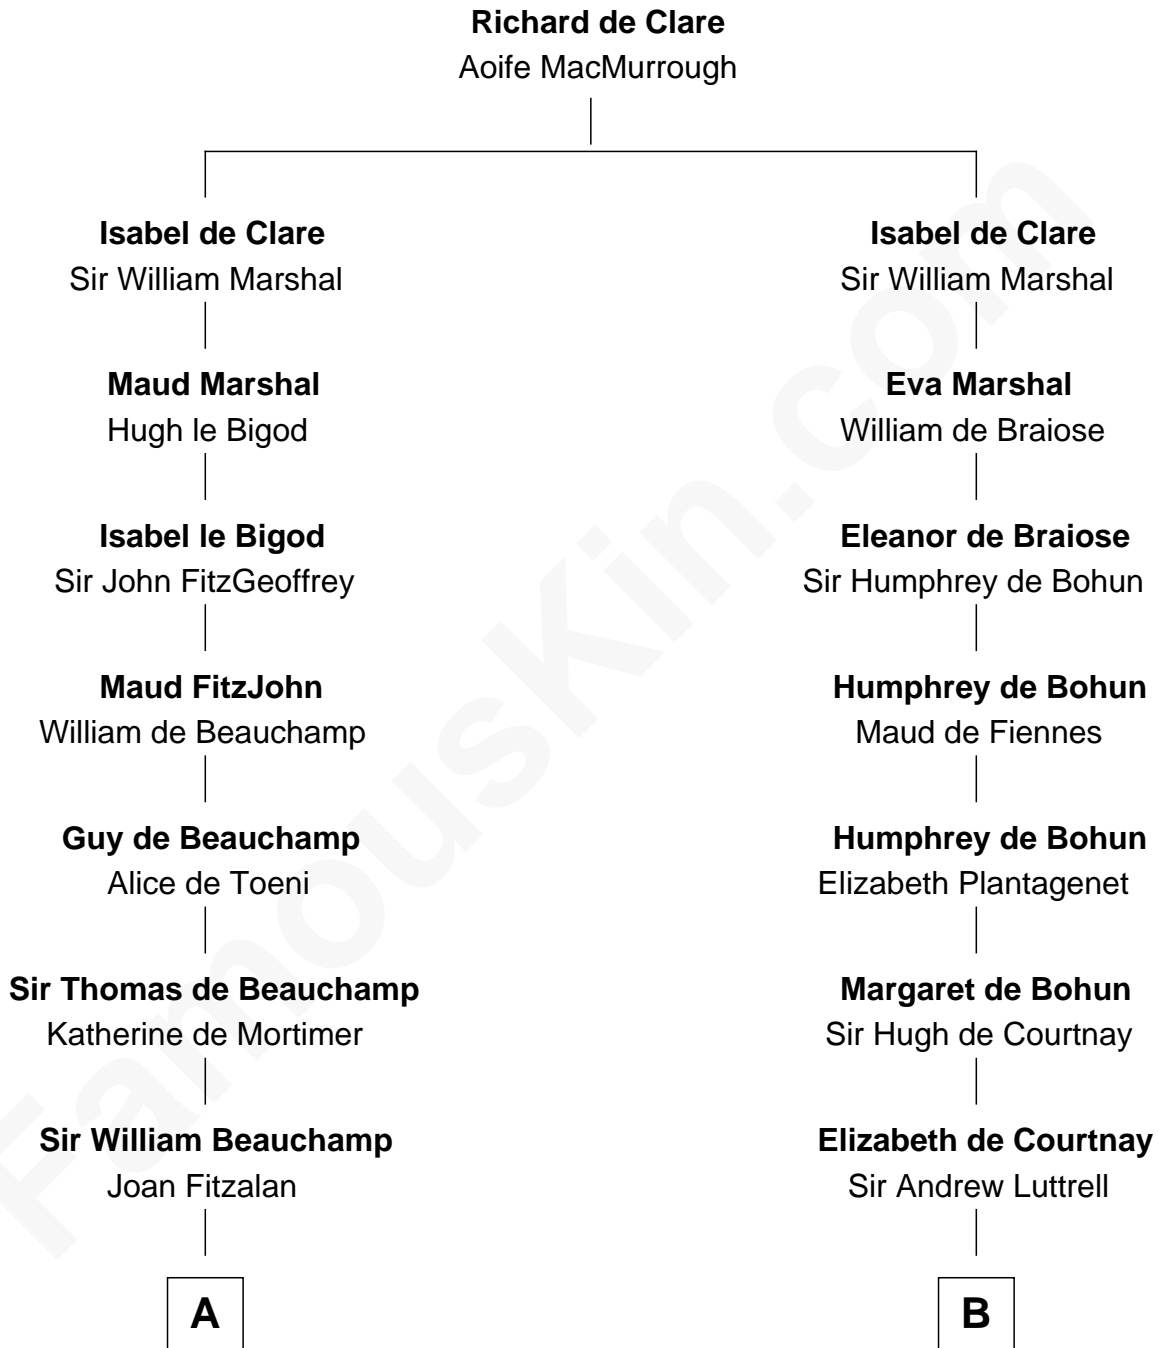 Richard de Clare
Aoife MacMurrough
Isabel de Clare
Sir William Marshal
Isabel de Clare
Sir William Marshal
Maud Marshal
Hugh le Bigod
Eva Marshal
William de Braiose
Isabel le Bigod
Sir John FitzGeoffrey
Eleanor de Braiose
Sir Humphrey de Bohun
Maud FitzJohn
William de Beauchamp
Humphrey de Bohun
Maud de Fiennes
Guy de Beauchamp
Alice de Toeni
Humphrey de Bohun
Elizabeth Plantagenet
Sir Thomas de Beauchamp
Katherine de Mortimer
Margaret de Bohun
Sir Hugh de Courtnay
Sir William Beauchamp
Joan Fitzalan
Elizabeth de Courtnay
Sir Andrew Luttrell
A
B
FamousKin.com